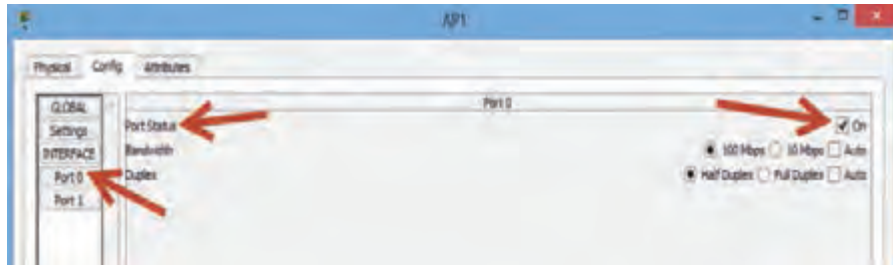 AP1
Physical Config Attributes
GLOBAL
Settings
INTERFACE
Port 0
Port 1
Port 0
Port Status On
Bandwidth 100 Mbps 10 Mbps Auto
Duplex Half Duplex Full Duplex Auto